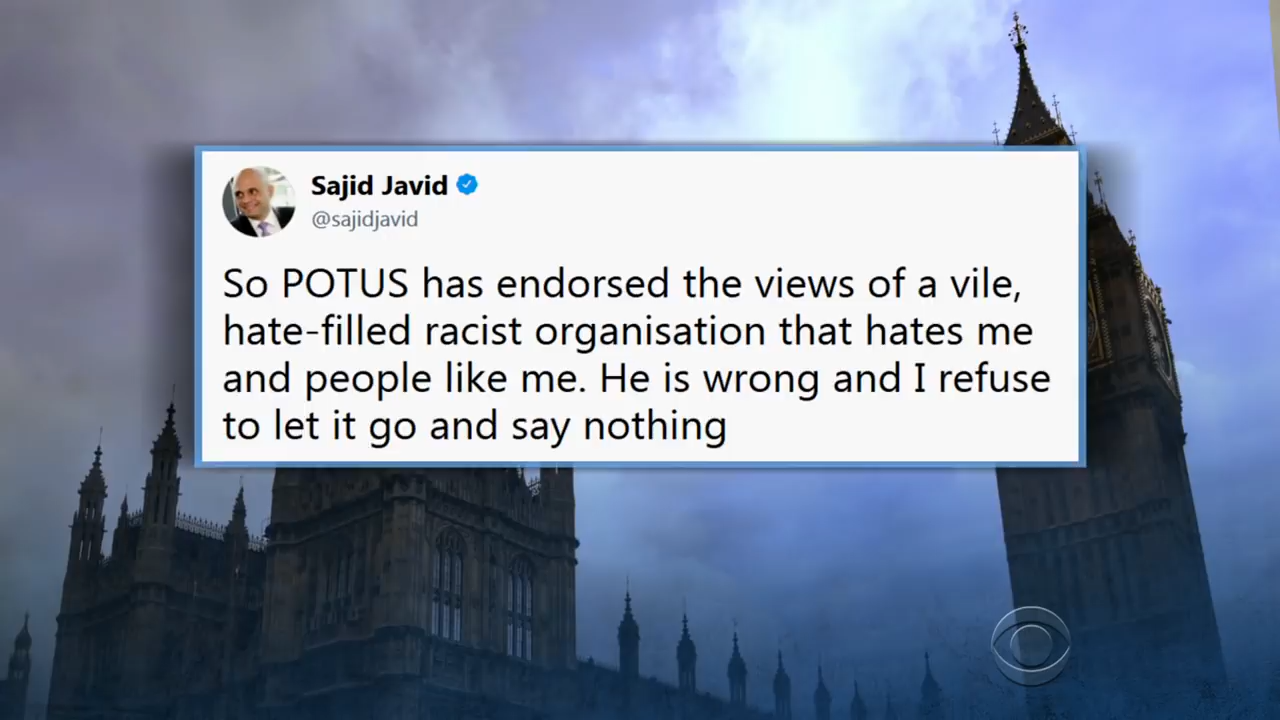 Sajid Javid
@sajidjavid
So POTUS has endorsed the views of a vile,
hate-filled racist organisation that hates me
and people like me. He is wrong and I refuse
to let it go and say nothing